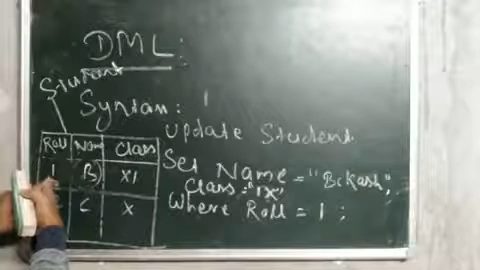 DML:
Student
Syntax:
Update Student
Roll Name Class
Set Name = "Bikash",
1 B) XI
Class = "IX"
Where Roll = 1 ;
C X